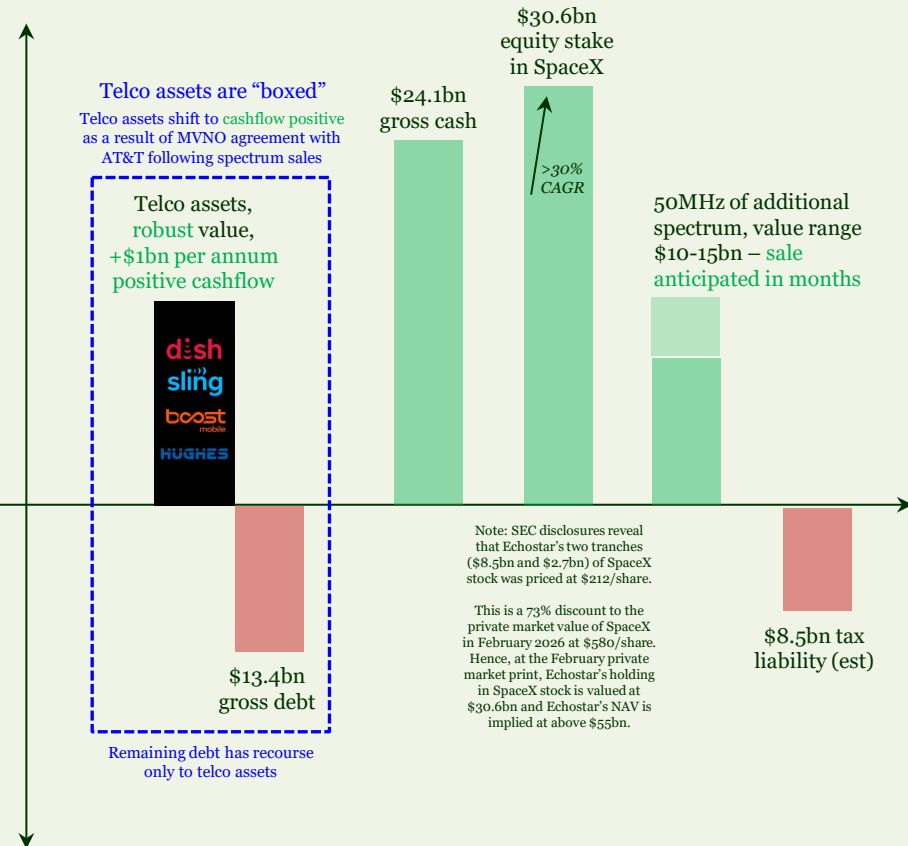 Telco assets are “boxed”
Telco assets shift to cashflow positive
as a result of MVNO agreement with
AT&T following spectrum sales
Telco assets,
robust value,
+$1bn per annum
positive cashflow
dish
sling
boost
mobile
HUGHES
$13.4bn
gross debt
Remaining debt has recourse
only to telco assets
$24.1bn
gross cash
$30.6bn
equity stake
in SpaceX
>30%
CAGR
Note: SEC disclosures reveal
that Echostar’s two tranches
($8.5bn and $2.7bn) of SpaceX
stock was priced at $212/share.
This is a 73% discount to the
private market value of SpaceX
in February 2026 at $580/share.
Hence, at the February private
market print, Echostar’s holding
in SpaceX stock is valued at
$30.6bn and Echostar’s NAV is
implied at above $55bn.
50MHz of additional
spectrum, value range
$10-15bn – sale
anticipated in months
$8.5bn tax
liability (est)